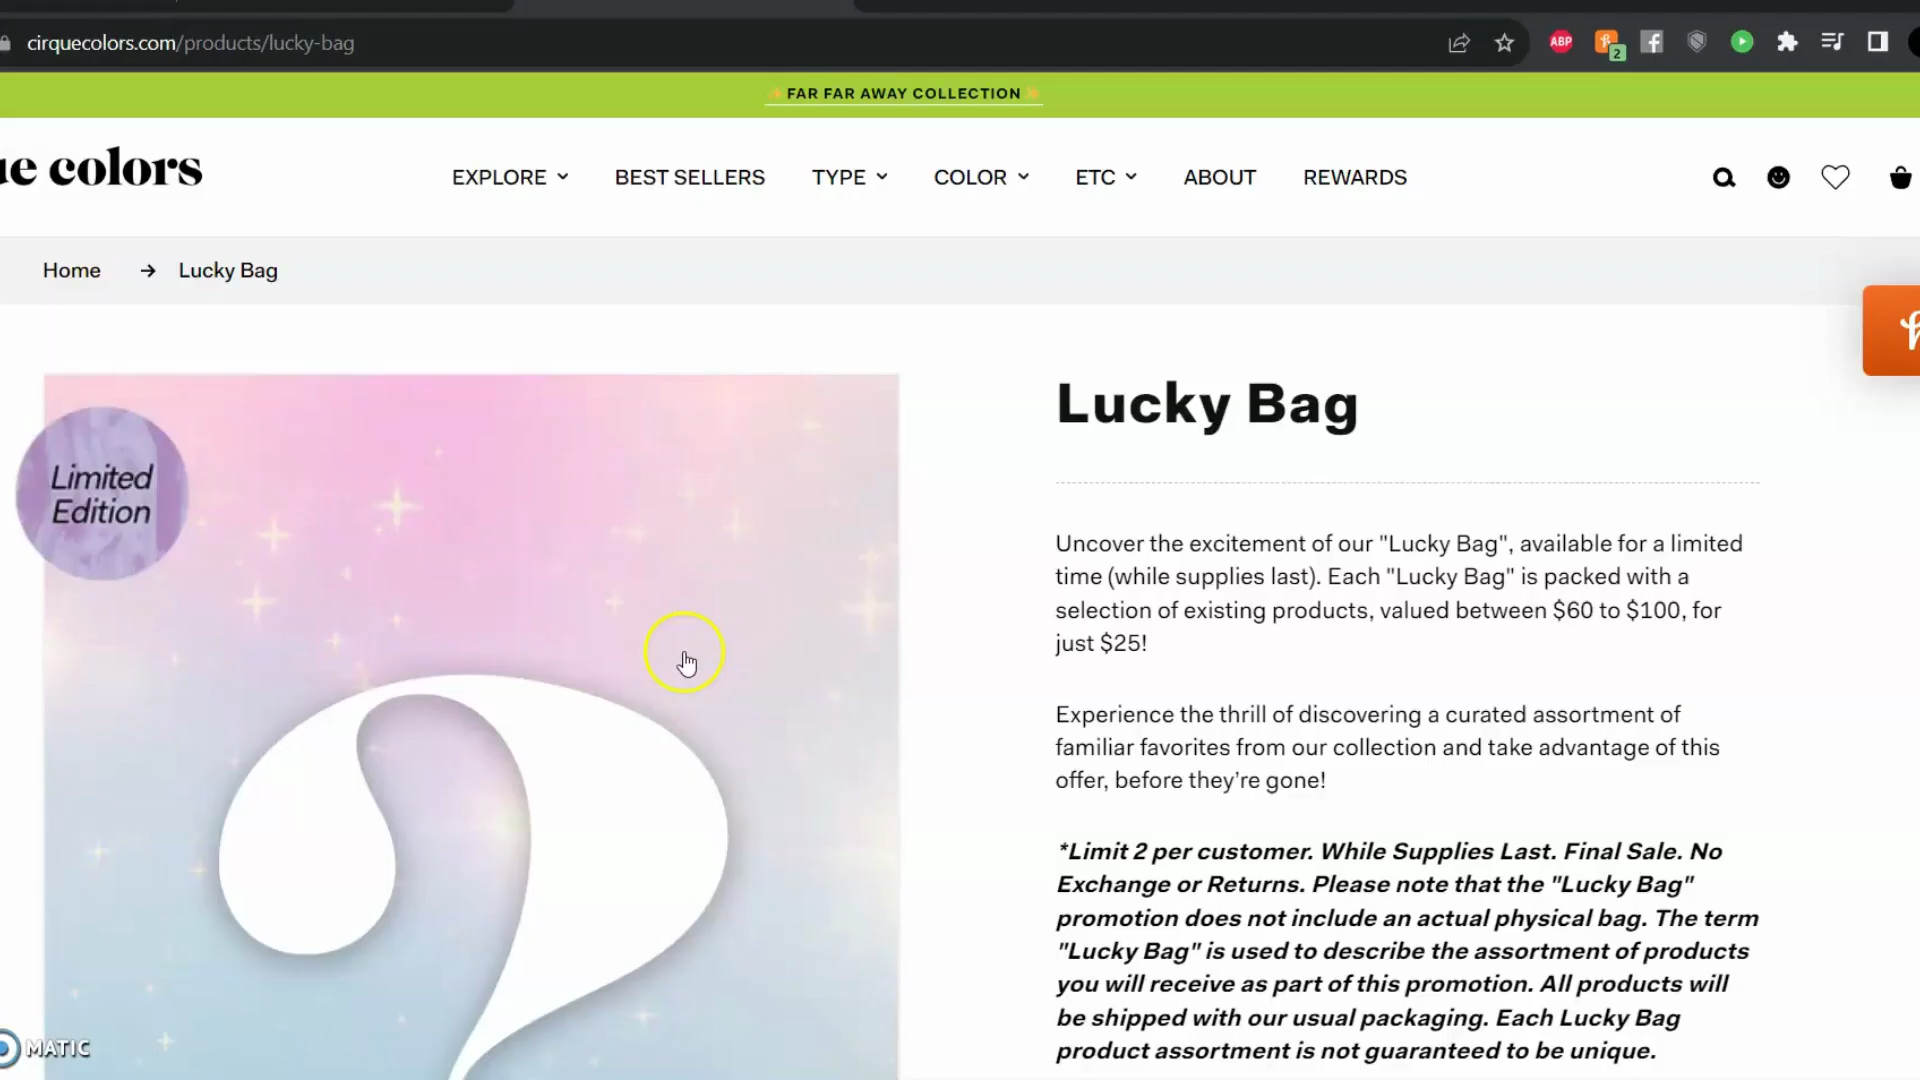 cirquecolors.com/products/lucky-bag
ABP
2
FAR FAR AWAY COLLECTION
ue colors
EXPLORE
BEST SELLERS
TYPE
COLOR
ETC
ABOUT
REWARDS
Home → Lucky Bag
Limited
Edition
?
Lucky Bag
Uncover the excitement of our "Lucky Bag", available for a limited
time (while supplies last). Each "Lucky Bag" is packed with a
selection of existing products, valued between $60 to $100, for
just $25!
Experience the thrill of discovering a curated assortment of
familiar favorites from our collection and take advantage of this
offer, before they’re gone!
*Limit 2 per customer. While Supplies Last. Final Sale. No
Exchange or Returns. Please note that the "Lucky Bag"
promotion does not include an actual physical bag. The term
"Lucky Bag" is used to describe the assortment of products
you will receive as part of this promotion. All products will
be shipped with our usual packaging. Each Lucky Bag
product assortment is not guaranteed to be unique.
MATIC